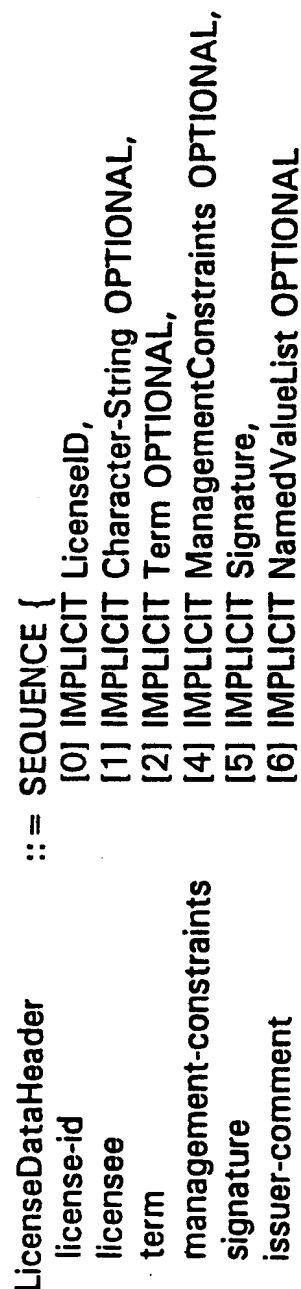 LicenseDataHeader ::= SEQUENCE {
license-id [0] IMPLICIT LicenseID,
licensee [1] IMPLICIT Character-String OPTIONAL,
term [2] IMPLICIT Term OPTIONAL,
management-constraints [4] IMPLICIT ManagementConstraints OPTIONAL,
signature [5] IMPLICIT Signature,
issuer-comment [6] IMPLICIT NamedValueList OPTIONAL